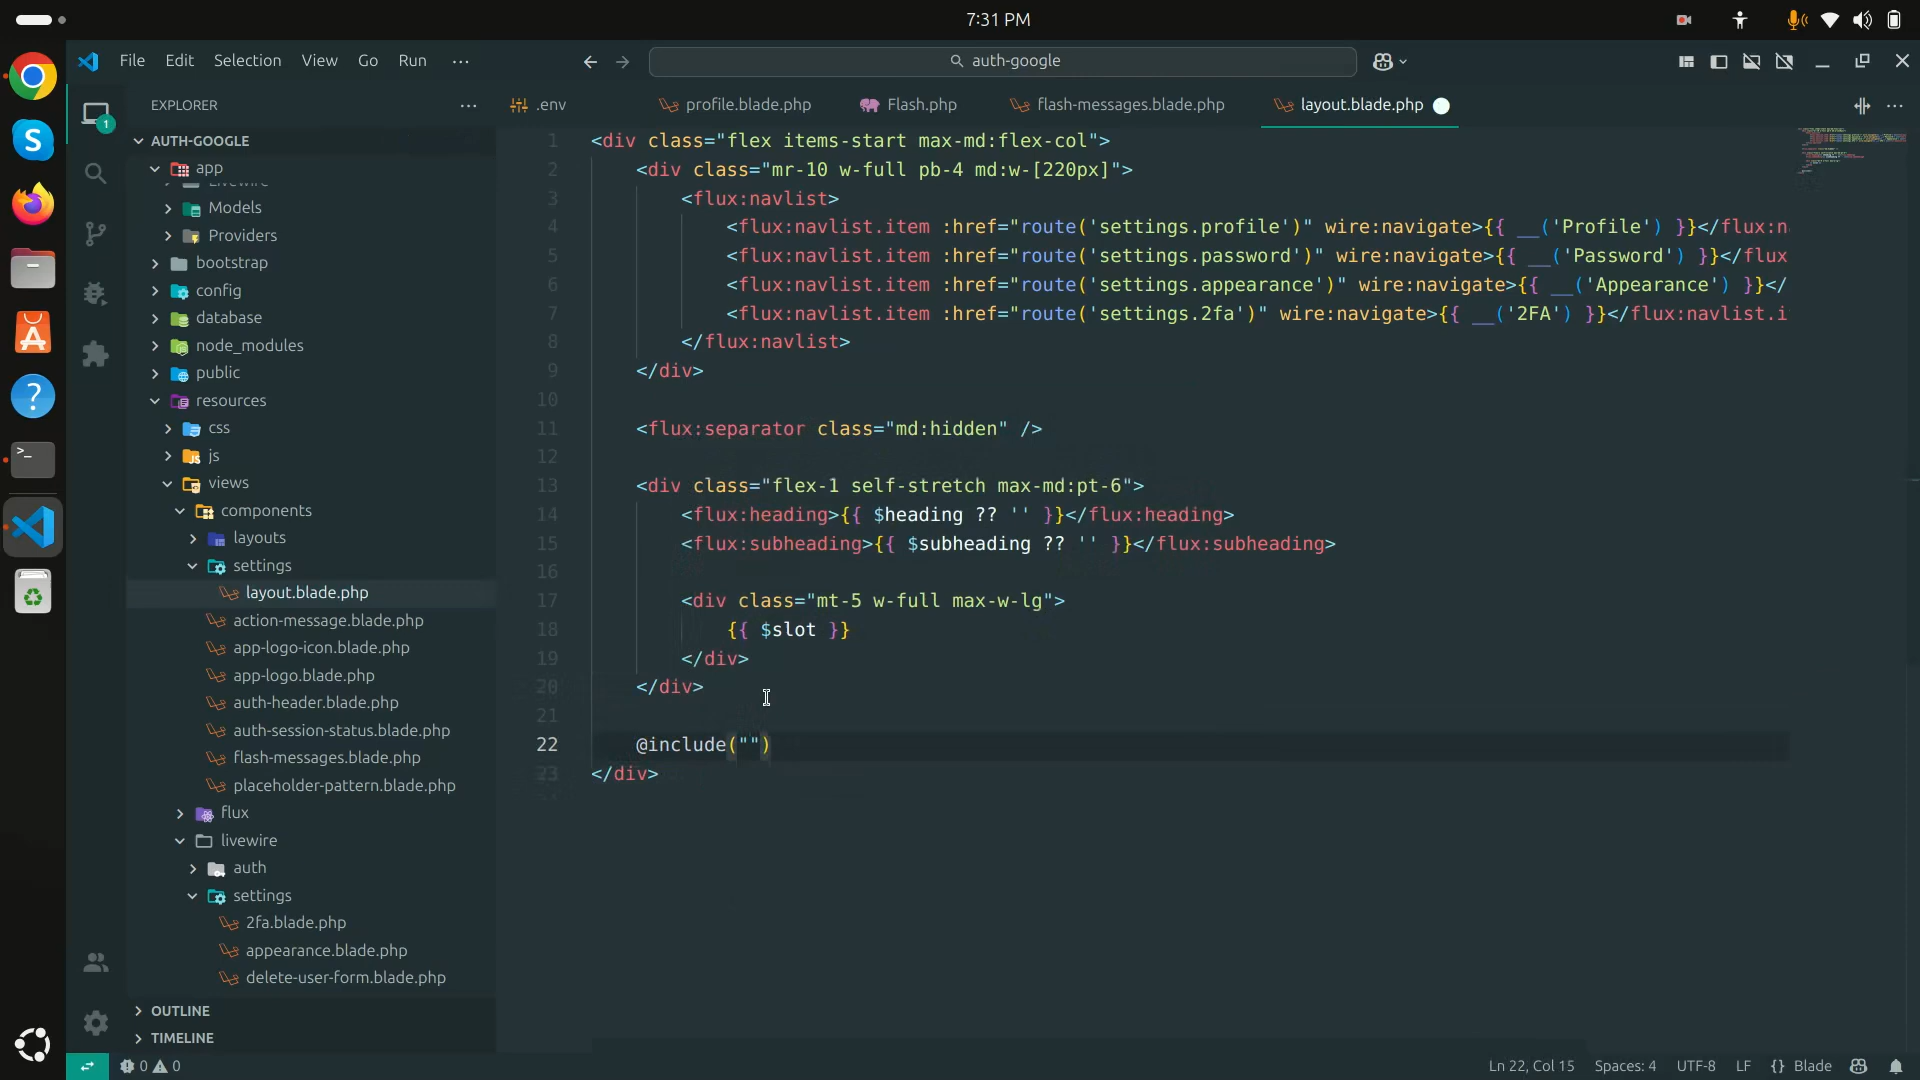 7:31 PM
File Edit Selection View Go Run ···
auth-google
EXPLORER
.env
profile.blade.php
Flash.php
flash-messages.blade.php
layout.blade.php
1
AUTH-GOOGLE
app
Models
Providers
bootstrap
config
database
node_modules
public
resources
css
js
views
components
layouts
settings
layout.blade.php
action-message.blade.php
app-logo-icon.blade.php
app-logo.blade.php
auth-header.blade.php
auth-session-status.blade.php
flash-messages.blade.php
placeholder-pattern.blade.php
flux
livewire
auth
settings
2fa.blade.php
appearance.blade.php
delete-user-form.blade.php
OUTLINE
TIMELINE
1 <div class="flex items-start max-md:flex-col">
2 <div class="mr-10 w-full pb-4 md:w-[220px]">
3 <flux:navlist>
4 <flux:navlist.item :href="route('settings.profile')" wire:navigate>{{ __('Profile') }}</flux:n
5 <flux:navlist.item :href="route('settings.password')" wire:navigate>{{ __('Password') }}</flux
6 <flux:navlist.item :href="route('settings.appearance')" wire:navigate>{{ __('Appearance') }}</
7 <flux:navlist.item :href="route('settings.2fa')" wire:navigate>{{ __('2FA') }}</flux:navlist.i
8 </flux:navlist>
9 </div>
10
11 <flux:separator class="md:hidden" />
12
13 <div class="flex-1 self-stretch max-md:pt-6">
14 <flux:heading>{{ $heading ?? '' }}</flux:heading>
15 <flux:subheading>{{ $subheading ?? '' }}</flux:subheading>
16
17 <div class="mt-5 w-full max-w-lg">
18 {{ $slot }}
19 </div>
20 </div>
21
22 @include("")
23 </div>
0 0
Ln 22, Col 15 Spaces: 4 UTF-8 LF {} Blade